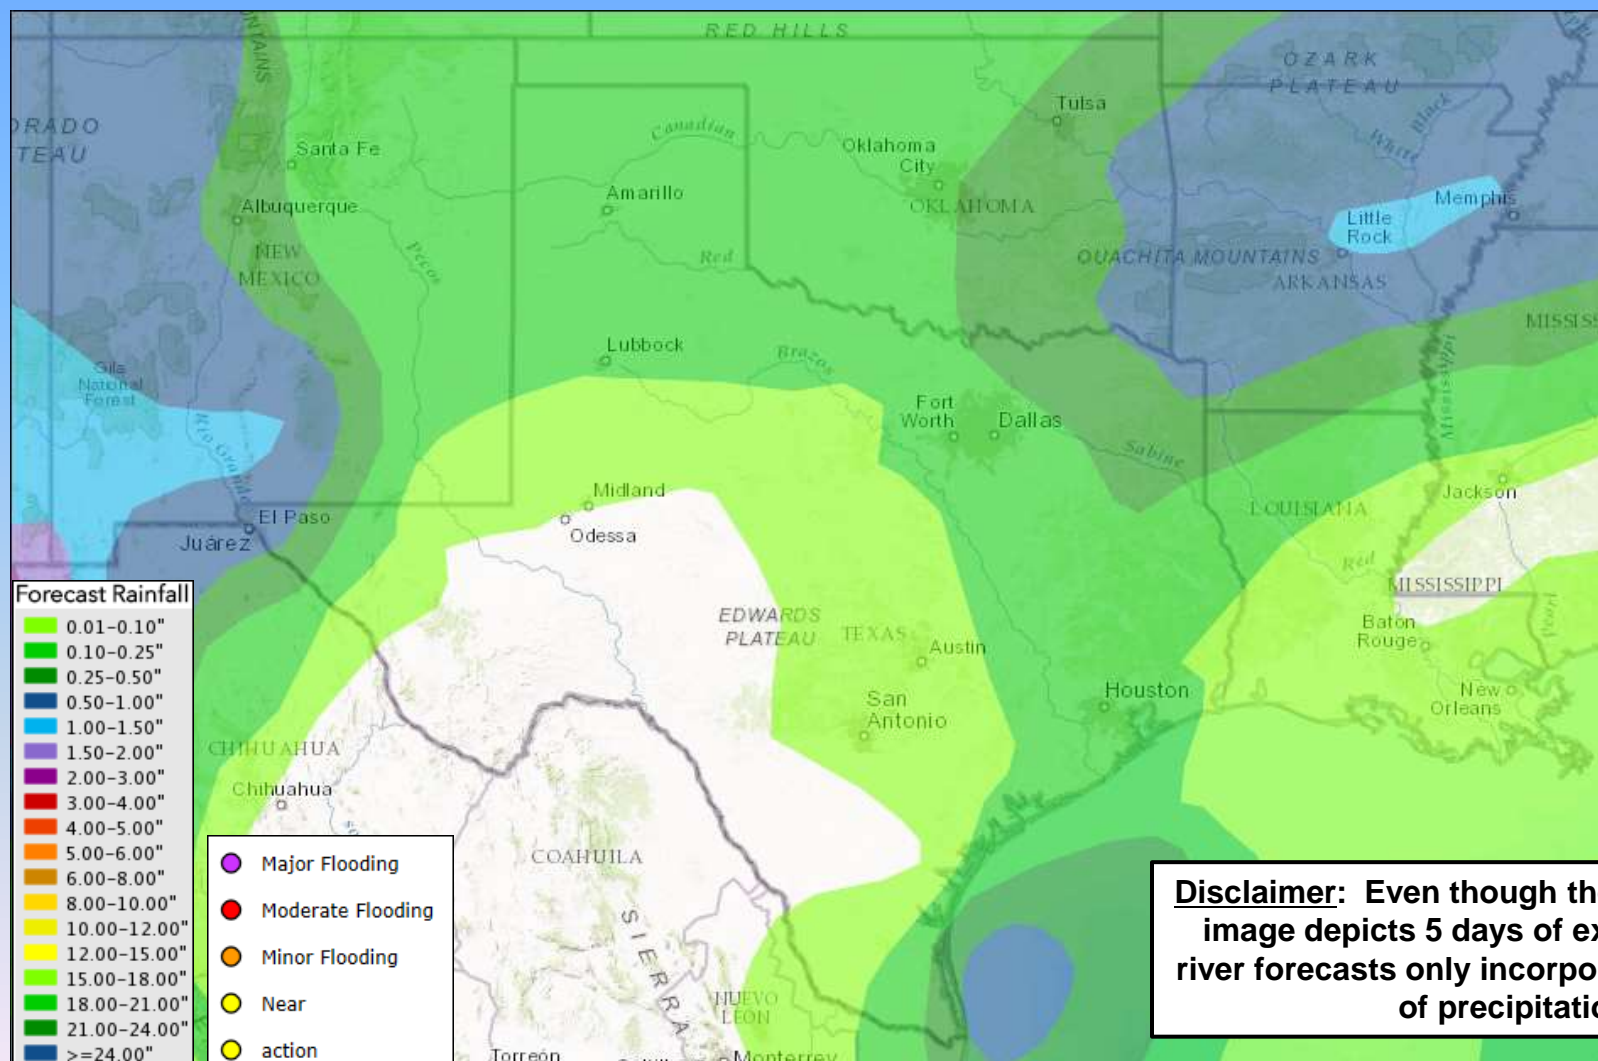 RED HILLS
OZARK
PLATEAU
Tulsa
Black
White
Canadian
Oklahoma
City
Santa Fe
Amarillo
OKLAHOMA
Memphis
Little
Rock
Albuquerque
NEW
MEXICO
Pecos
Red
OUACHITA MOUNTAINS
ARKANSAS
Lubbock
Brazos
Mississippi
Gila
National
Forest
Rio Grande
Fort
Worth
Dallas
Sabine
Midland
Odessa
Jackson
LOUISIANA
El Paso
Juárez
Red
MISSISSIPPI
Pearl
EDWARDS
PLATEAU
TEXAS
Austin
Baton
Rouge
San
Antonio
Houston
New
Orleans
CHIHUAHUA
Chihuahua
COAHUILA
SIERRA
NUEVO
LEÓN
Torreón
Monterrey
Forecast Rainfall
0.01-0.10"
0.10-0.25"
0.25-0.50"
0.50-1.00"
1.00-1.50"
1.50-2.00"
2.00-3.00"
3.00-4.00"
4.00-5.00"
5.00-6.00"
6.00-8.00"
8.00-10.00"
10.00-12.00"
12.00-15.00"
15.00-18.00"
18.00-21.00"
21.00-24.00"
>=24.00"
Major Flooding
Moderate Flooding
Minor Flooding
Near
action
Disclaimer: Even though th
image depicts 5 days of ex
river forecasts only incorpo
of precipitatio